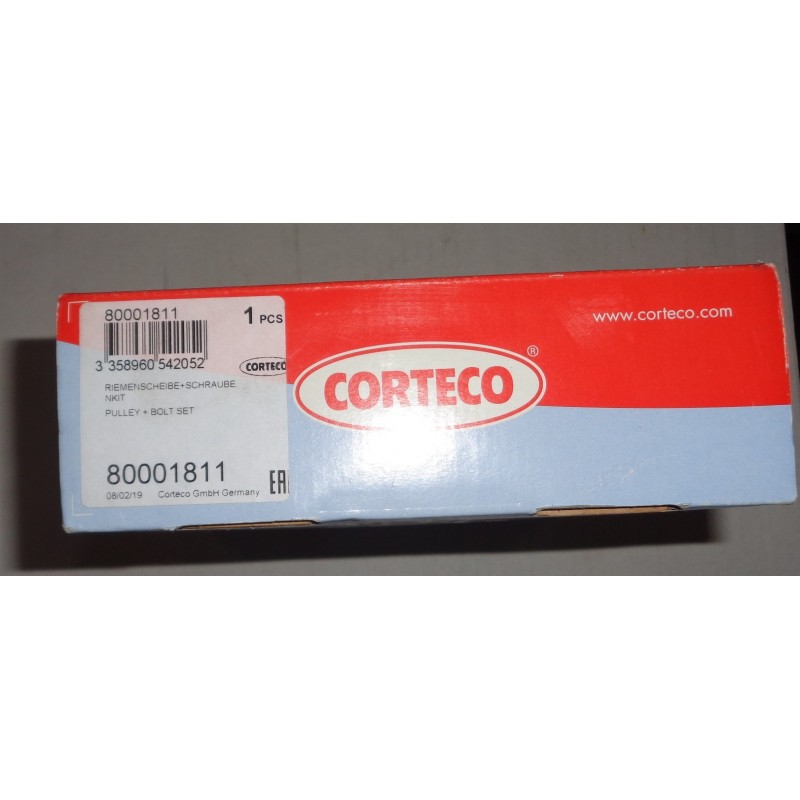 80001811
1 PCS
3 358960 542052
CORTECO
RIEMENSCHEIBE+SCHRAUBE
NKIT
PULLEY + BOLT SET
80001811
EAC
08/02/19 Corteco GmbH Germany
CORTECO ®
www.corteco.com